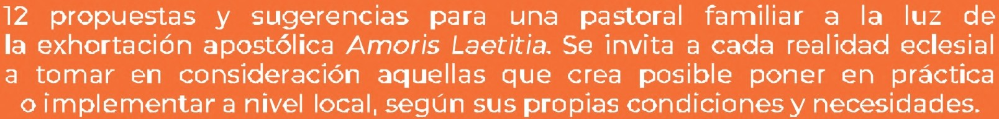 12 propuestas y sugerencias para una pastoral familiar a la luz de
la exhortación apostólica Amoris Laetitia. Se invita a cada realidad eclesial
a tomar en consideración aquellas que crea posible poner en práctica
o implementar a nivel local, según sus propias condiciones y necesidades.